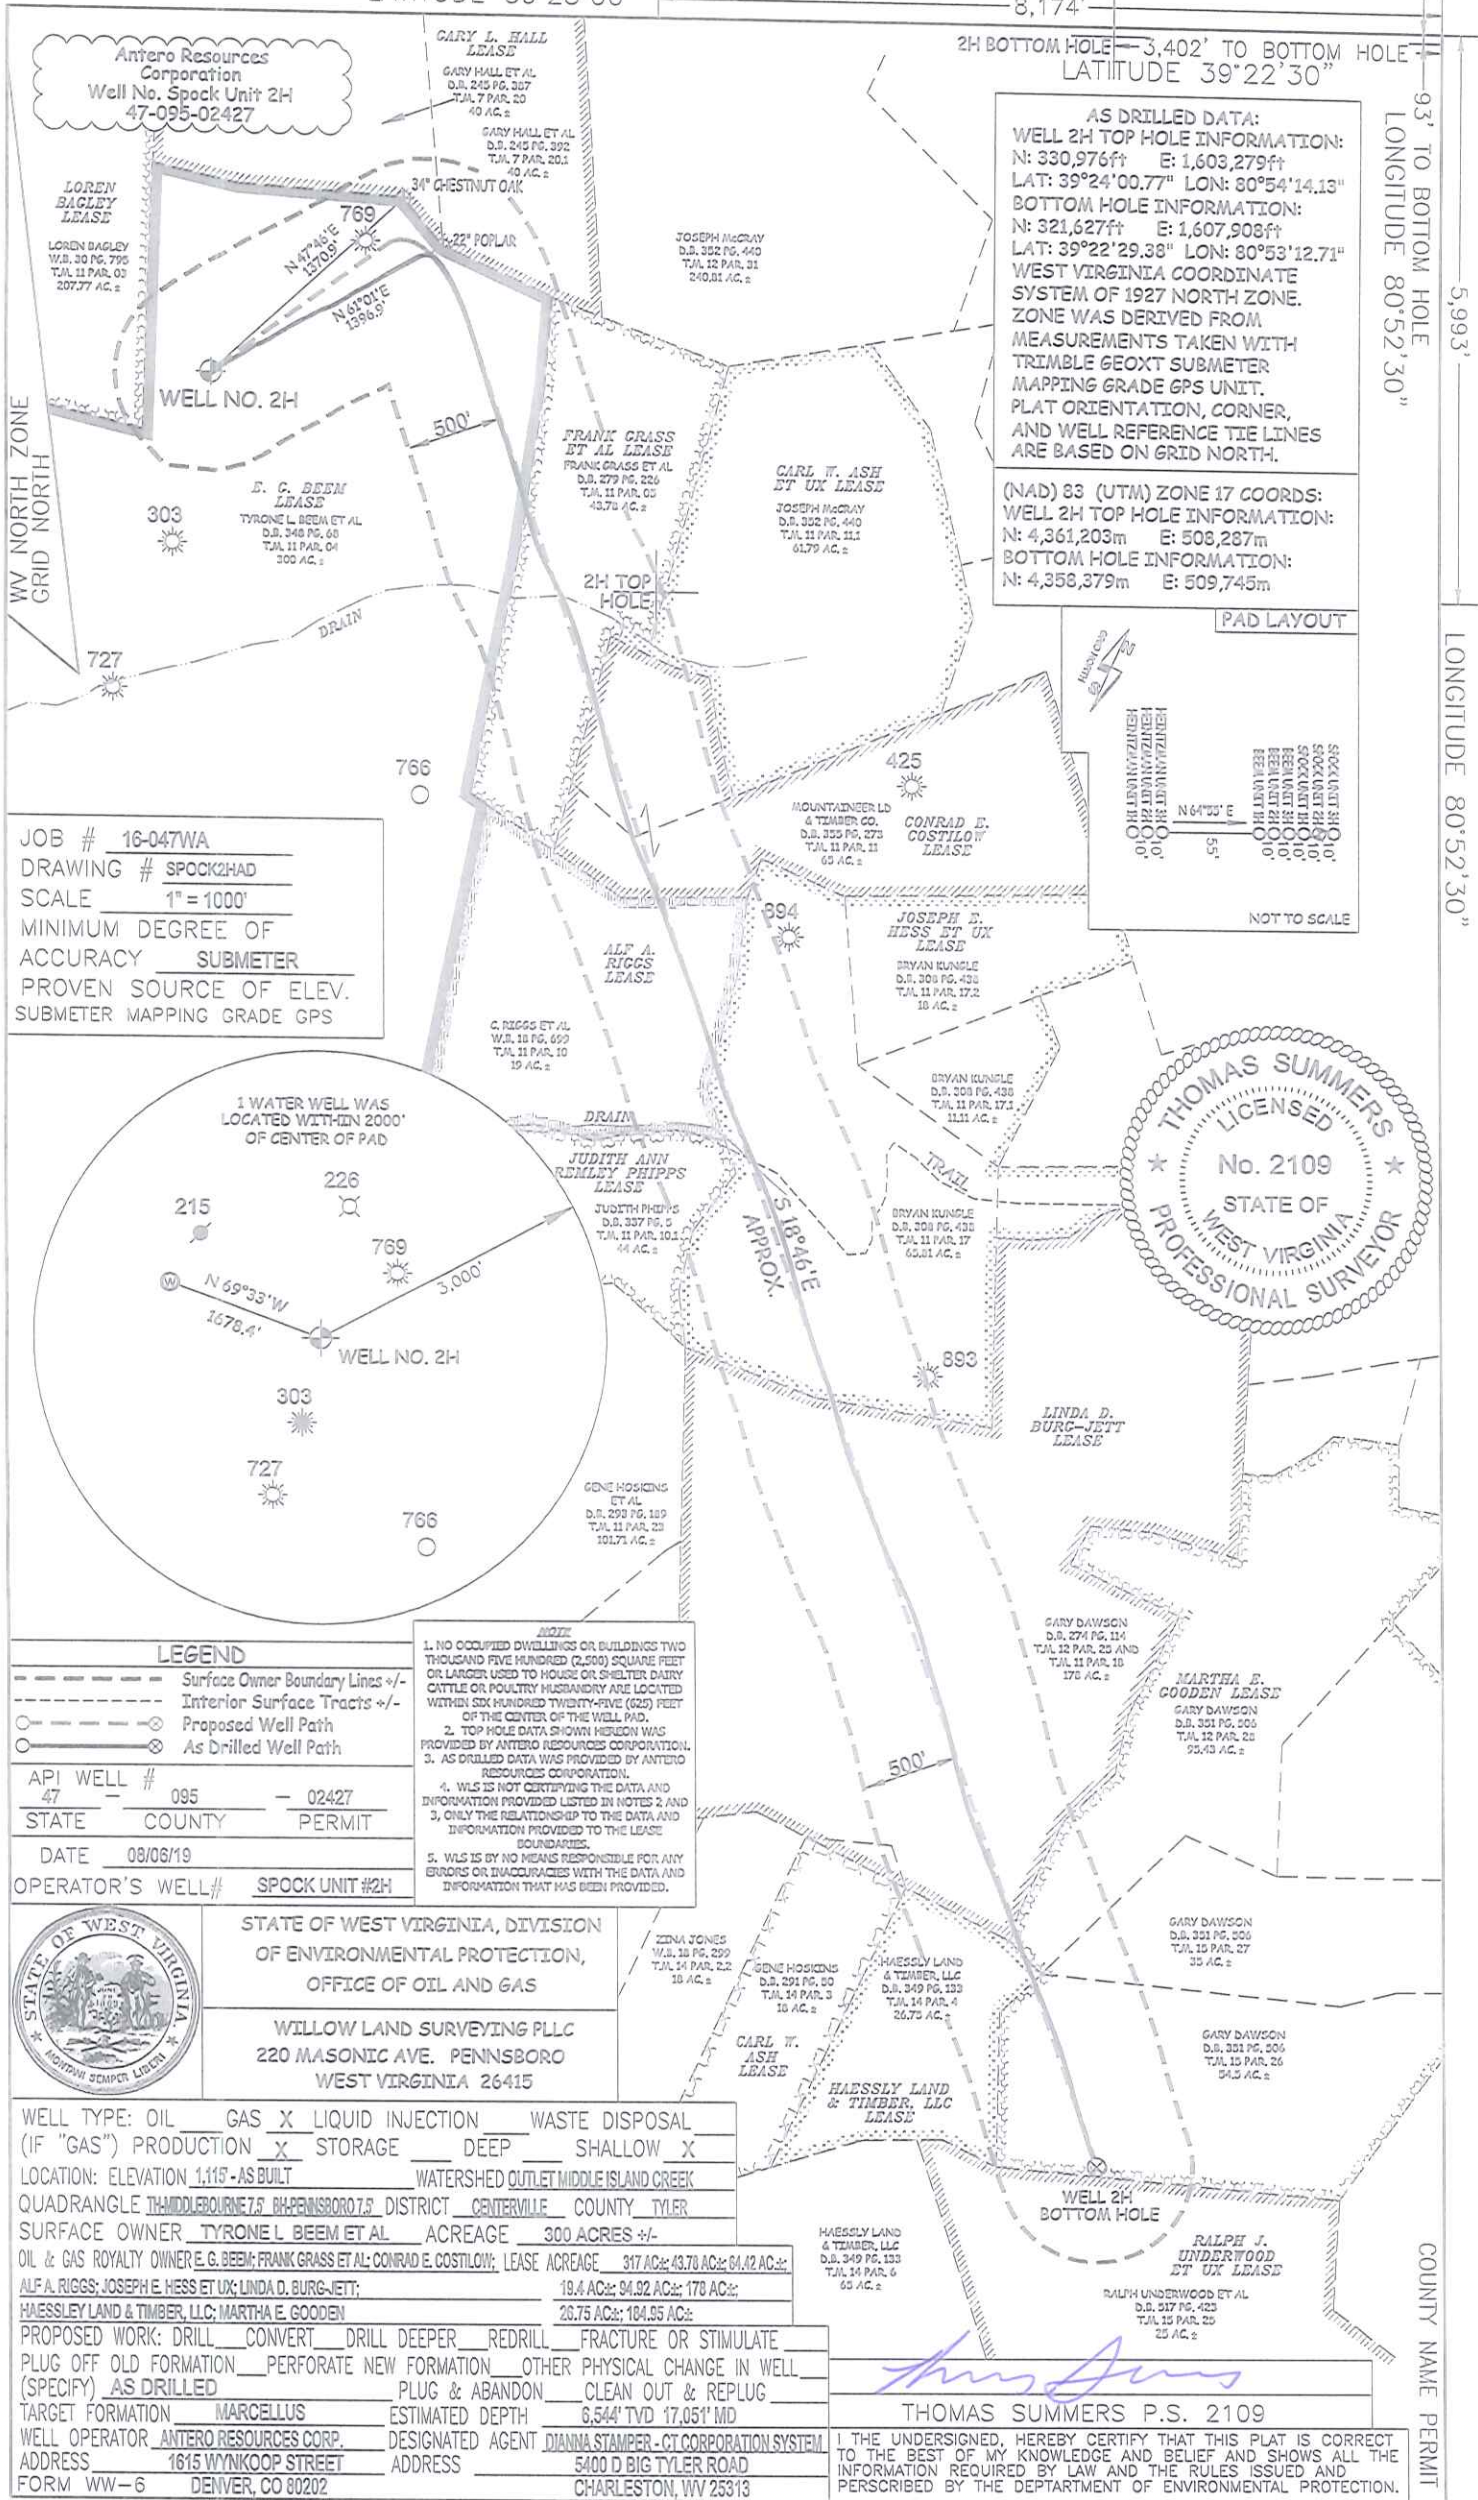 8,174'
2H BOTTOM HOLE
3,402' TO BOTTOM HOLE
LATITUDE 39°22'30"
93' TO BOTTOM HOLE
LONGITUDE 80°52'30"
5,993'
LONGITUDE 80°52'30"
COUNTY NAME PERMIT
Antero Resources
Corporation
Well No. Spock Unit 2H
47-095-02427
WV NORTH ZONE
GRID NORTH
GARY L. HALL
LEASE
GARY HALL ET AL
D.B. 245 PG. 387
T.M. 7 PAR. 20
40 AC. ±
GARY HALL ET AL
D.B. 245 PG. 392
T.M. 7 PAR. 20.1
40 AC. ±
34" CHESTNUT OAK
22" POPLAR
769
N 47°46'E
1370.9'
N 61°01'E
1396.9'
LOREN
BAGLEY
LEASE
LOREN BAGLEY
W.B. 30 PG. 795
T.M. 11 PAR. 03
207.77 AC. ±
WELL NO. 2H
JOSEPH McCRAY
D.B. 352 PG. 440
T.M. 12 PAR. 31
240.81 AC. ±
500'
FRANK GRASS
ET AL LEASE
FRANK GRASS ET AL
D.B. 279 PG. 226
T.M. 11 PAR. 05
43.78 AC. ±
CARL W. ASH
ET UX LEASE
JOSEPH McCRAY
D.B. 352 PG. 440
T.M. 11 PAR. 11.1
61.79 AC. ±
E. G. BEEM
LEASE
TYRONE L BEEM ET AL
D.B. 348 PG. 68
T.M. 11 PAR. 04
300 AC. ±
303
2H TOP
HOLE
DRAIN
727
766
AS DRILLED DATA:
WELL 2H TOP HOLE INFORMATION:
N: 330,976ft E: 1,603,279ft
LAT: 39°24'00.77" LON: 80°54'14.13"
BOTTOM HOLE INFORMATION:
N: 321,627ft E: 1,607,908ft
LAT: 39°22'29.38" LON: 80°53'12.71"
WEST VIRGINIA COORDINATE
SYSTEM OF 1927 NORTH ZONE.
ZONE WAS DERIVED FROM
MEASUREMENTS TAKEN WITH
TRIMBLE GEOXT SUBMETER
MAPPING GRADE GPS UNIT.
PLAT ORIENTATION, CORNER,
AND WELL REFERENCE TIE LINES
ARE BASED ON GRID NORTH.
(NAD) 83 (UTM) ZONE 17 COORDS:
WELL 2H TOP HOLE INFORMATION:
N: 4,361,203m E: 508,287m
BOTTOM HOLE INFORMATION:
N: 4,358,379m E: 509,745m
PAD LAYOUT
N 64°55' E
55'
NOT TO SCALE
425
MOUNTAINEER LD
& TIMBER CO.
D.B. 355 PG. 273
T.M. 11 PAR. 11
65 AC. ±
CONRAD E.
COSTILOW
LEASE
JOB # 16-047WA
DRAWING # SPOCK2HAD
SCALE 1" = 1000'
MINIMUM DEGREE OF
ACCURACY SUBMETER
PROVEN SOURCE OF ELEV.
SUBMETER MAPPING GRADE GPS
894
JOSEPH E.
HESS ET UX
LEASE
BRYAN KUNGLE
D.B. 308 PG. 438
T.M. 11 PAR. 17.2
18 AC. ±
ALF A.
RIGGS
LEASE
C. RIGGS ET AL
W.B. 18 PG. 699
T.M. 11 PAR. 10
19 AC. ±
BRYAN KUNGLE
D.B. 308 PG. 438
T.M. 11 PAR. 17.1
11.11 AC. ±
DRAIN
TRAIL
JUDITH ANN
REMLEY PHIPPS
LEASE
JUDITH PHIPPS
D.B. 337 PG. 5
T.M. 11 PAR. 10.1
44 AC. ±
S 18°46'E
APPROX.
BRYAN KUNGLE
D.B. 308 PG. 438
T.M. 11 PAR. 17
65.81 AC. ±
THOMAS SUMMERS
LICENSED
No. 2109
STATE OF
WEST VIRGINIA
PROFESSIONAL SURVEYOR
1 WATER WELL WAS
LOCATED WITHIN 2000'
OF CENTER OF PAD
226
215
769
3,000'
W
N 69°33'W
1678.4'
WELL NO. 2H
303
727
766
893
LINDA D.
BURG-JETT
LEASE
GENE HOSKINS
ET AL
D.B. 293 PG. 189
T.M. 11 PAR. 23
101.71 AC. ±
GARY DAWSON
D.B. 274 PG. 114
T.M. 12 PAR. 25 AND
T.M. 11 PAR. 18
178 AC. ±
MARTHA E.
GOODEN LEASE
GARY DAWSON
D.B. 351 PG. 506
T.M. 12 PAR. 28
95.43 AC. ±
500'
LEGEND
Surface Owner Boundary Lines +/-
Interior Surface Tracts +/-
Proposed Well Path
As Drilled Well Path
NOTE
1. NO OCCUPIED DWELLINGS OR BUILDINGS TWO
THOUSAND FIVE HUNDRED (2,500) SQUARE FEET
OR LARGER USED TO HOUSE OR SHELTER DAIRY
CATTLE OR POULTRY HUSBANDRY ARE LOCATED
WITHIN SIX HUNDRED TWENTY-FIVE (625) FEET
OF THE CENTER OF THE WELL PAD.
2. TOP HOLE DATA SHOWN HEREON WAS
PROVIDED BY ANTERO RESOURCES CORPORATION.
3. AS DRILLED DATA WAS PROVIDED BY ANTERO
RESOURCES CORPORATION.
4. WLS IS NOT CERTIFYING THE DATA AND
INFORMATION PROVIDED LISTED IN NOTES 2 AND
3, ONLY THE RELATIONSHIP TO THE DATA AND
INFORMATION PROVIDED TO THE LEASE
BOUNDARIES.
5. WLS IS BY NO MEANS RESPONSIBLE FOR ANY
ERRORS OR INACCURACIES WITH THE DATA AND
INFORMATION THAT HAS BEEN PROVIDED.
API WELL #
47 - 095 - 02427
STATE COUNTY PERMIT
DATE 08/06/19
OPERATOR'S WELL# SPOCK UNIT #2H
STATE OF WEST VIRGINIA
MONTANI SEMPER LIBERI
STATE OF WEST VIRGINIA, DIVISION
OF ENVIRONMENTAL PROTECTION,
OFFICE OF OIL AND GAS
WILLOW LAND SURVEYING PLLC
220 MASONIC AVE. PENNSBORO
WEST VIRGINIA 26415
ZINA JONES
W.B. 18 PG. 299
T.M. 14 PAR. 2.2
18 AC. ±
GENE HOSKINS
D.B. 291 PG. 80
T.M. 14 PAR. 3
18 AC. ±
HAESSLY LAND
& TIMBER, LLC
D.B. 349 PG. 133
T.M. 14 PAR. 4
26.75 AC. ±
GARY DAWSON
D.B. 351 PG. 506
T.M. 15 PAR. 27
35 AC. ±
CARL W.
ASH
LEASE
HAESSLY LAND
& TIMBER, LLC
LEASE
GARY DAWSON
D.B. 351 PG. 506
T.M. 15 PAR. 26
54.5 AC. ±
WELL 2H
BOTTOM HOLE
HAESSLY LAND
& TIMBER, LLC
D.B. 349 PG. 133
T.M. 14 PAR. 6
65 AC. ±
RALPH J.
UNDERWOOD
ET UX LEASE
RALPH UNDERWOOD ET AL
D.B. 517 PG. 423
T.M. 15 PAR. 25
25 AC. ±
WELL TYPE: OIL GAS X LIQUID INJECTION WASTE DISPOSAL
(IF "GAS") PRODUCTION X STORAGE DEEP SHALLOW X
LOCATION: ELEVATION 1,115' - AS BUILT WATERSHED OUTLET MIDDLE ISLAND CREEK
QUADRANGLE TH-MIDDLEBOURNE 7.5' BH-PENNSBORO 7.5' DISTRICT CENTERVILLE COUNTY TYLER
SURFACE OWNER TYRONE L BEEM ET AL ACREAGE 300 ACRES +/-
OIL & GAS ROYALTY OWNER E. G. BEEM; FRANK GRASS ET AL; CONRAD E. COSTILOW; LEASE ACREAGE 317 AC±; 43.78 AC±; 64.42 AC±;
ALF A. RIGGS; JOSEPH E. HESS ET UX; LINDA D. BURG-JETT; 19.4 AC±; 94.92 AC±; 178 AC±;
HAESSLEY LAND & TIMBER, LLC; MARTHA E. GOODEN 26.75 AC±; 184.95 AC±
PROPOSED WORK: DRILL CONVERT DRILL DEEPER REDRILL FRACTURE OR STIMULATE
PLUG OFF OLD FORMATION PERFORATE NEW FORMATION OTHER PHYSICAL CHANGE IN WELL
(SPECIFY) AS DRILLED PLUG & ABANDON CLEAN OUT & REPLUG
TARGET FORMATION MARCELLUS ESTIMATED DEPTH 6,544' TVD 17,051' MD
WELL OPERATOR ANTERO RESOURCES CORP. DESIGNATED AGENT DIANNA STAMPER - CT CORPORATION SYSTEM
ADDRESS 1615 WYNKOOP STREET ADDRESS 5400 D BIG TYLER ROAD
FORM WW-6 DENVER, CO 80202 CHARLESTON, WV 25313
THOMAS SUMMERS P.S. 2109
I THE UNDERSIGNED, HEREBY CERTIFY THAT THIS PLAT IS CORRECT
TO THE BEST OF MY KNOWLEDGE AND BELIEF AND SHOWS ALL THE
INFORMATION REQUIRED BY LAW AND THE RULES ISSUED AND
PERSCRIBED BY THE DEPTARTMENT OF ENVIRONMENTAL PROTECTION.